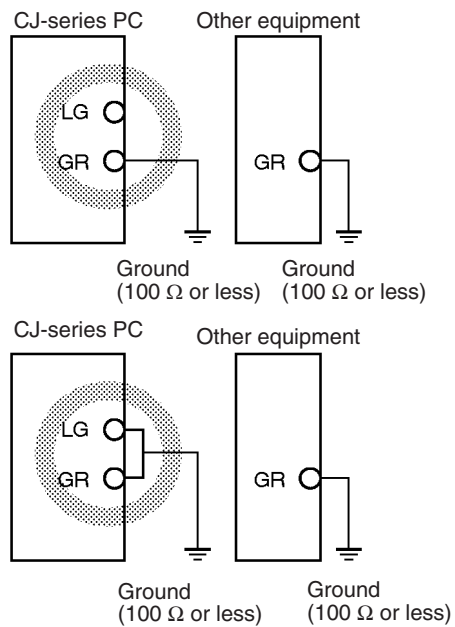 CJ-series PC
Other equipment
LG
GR
GR
Ground
(100 Ω or less)
Ground
(100 Ω or less)
CJ-series PC
Other equipment
LG
GR
GR
Ground
(100 Ω or less)
Ground
(100 Ω or less)